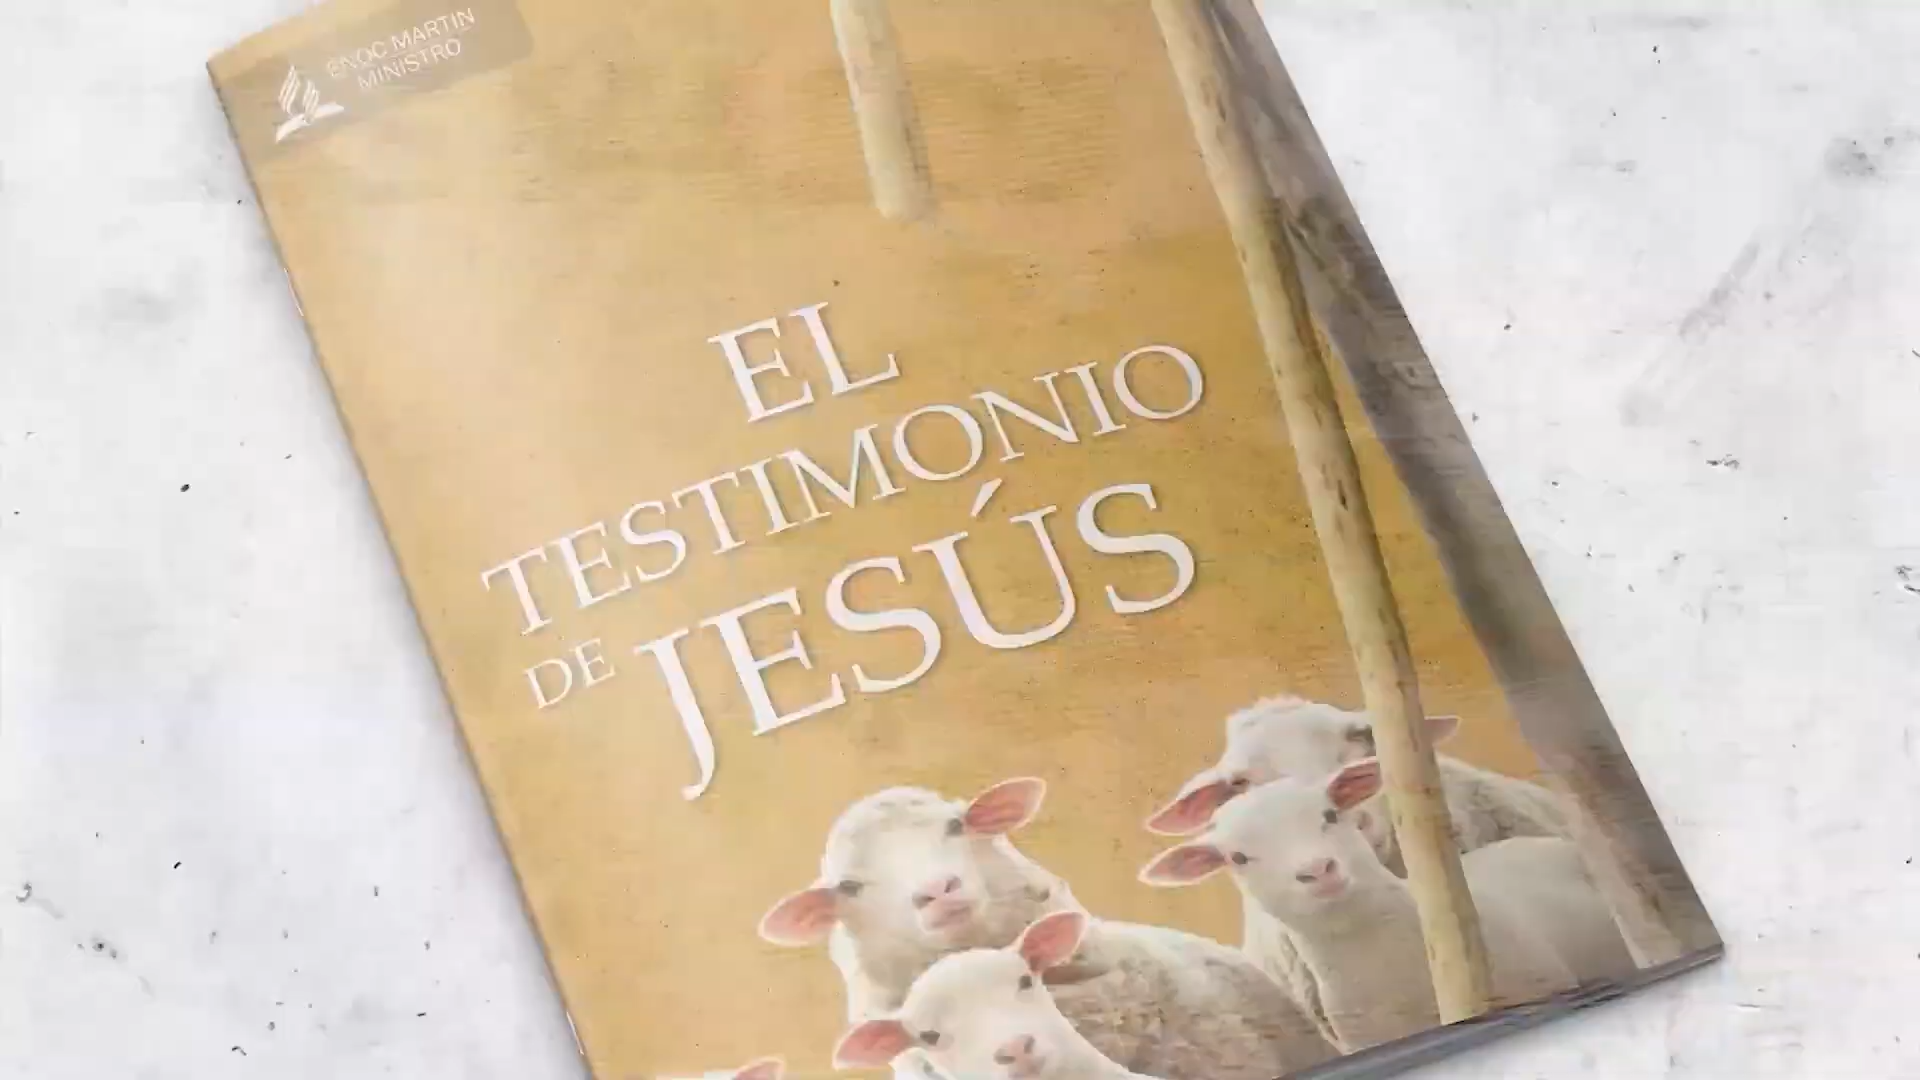 ENOC MARTIN
MINISTRO
EL
TESTIMONIO
DE JESÚS